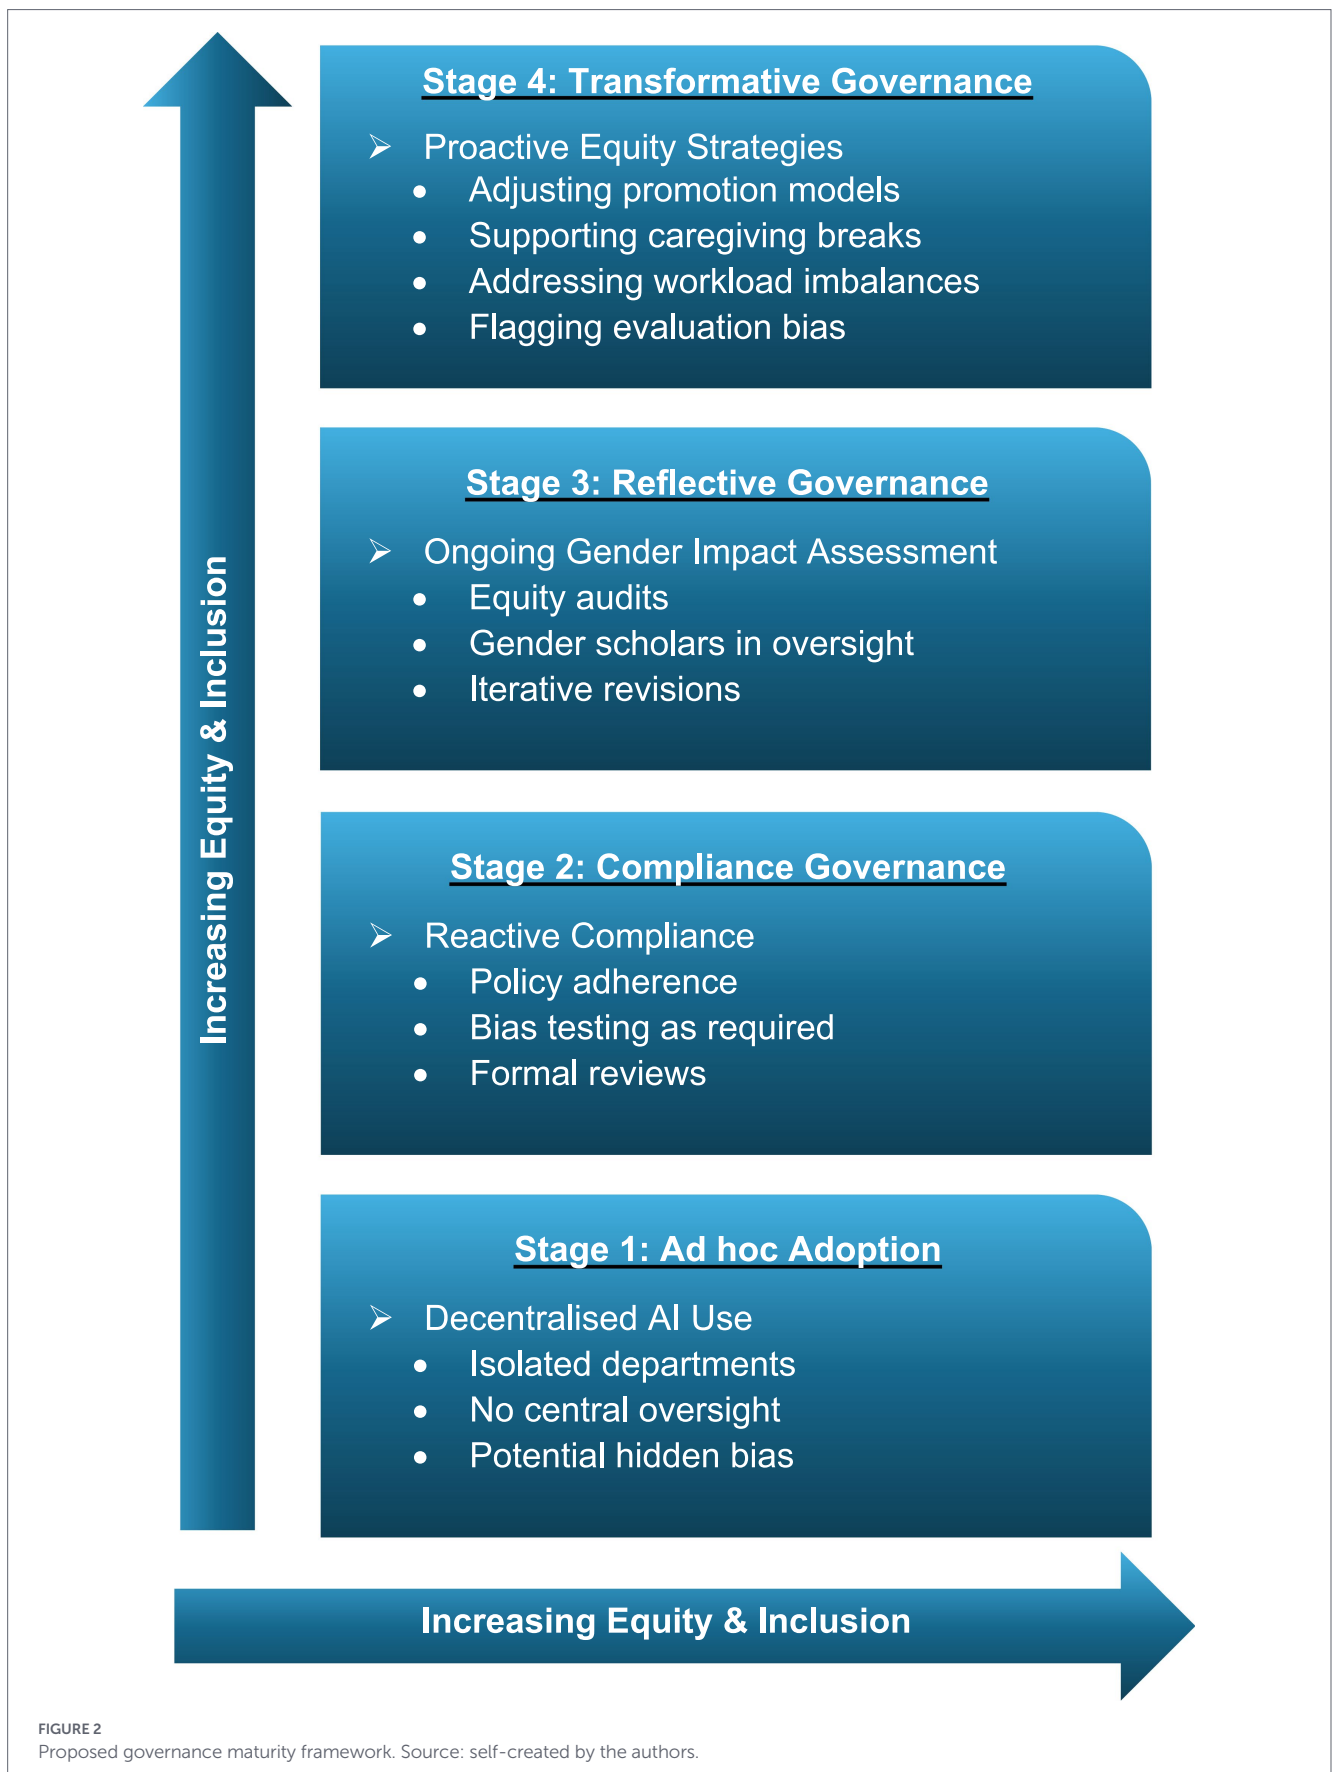 Stage 4: Transformative Governance
➢ Proactive Equity Strategies
• Adjusting promotion models
• Supporting caregiving breaks
• Addressing workload imbalances
• Flagging evaluation bias
Stage 3: Reflective Governance
➢ Ongoing Gender Impact Assessment
• Equity audits
• Gender scholars in oversight
• Iterative revisions
Stage 2: Compliance Governance
➢ Reactive Compliance
• Policy adherence
• Bias testing as required
• Formal reviews
Stage 1: Ad hoc Adoption
➢ Decentralised AI Use
• Isolated departments
• No central oversight
• Potential hidden bias
Increasing Equity & Inclusion
Increasing Equity & Inclusion
FIGURE 2
Proposed governance maturity framework. Source: self-created by the authors.